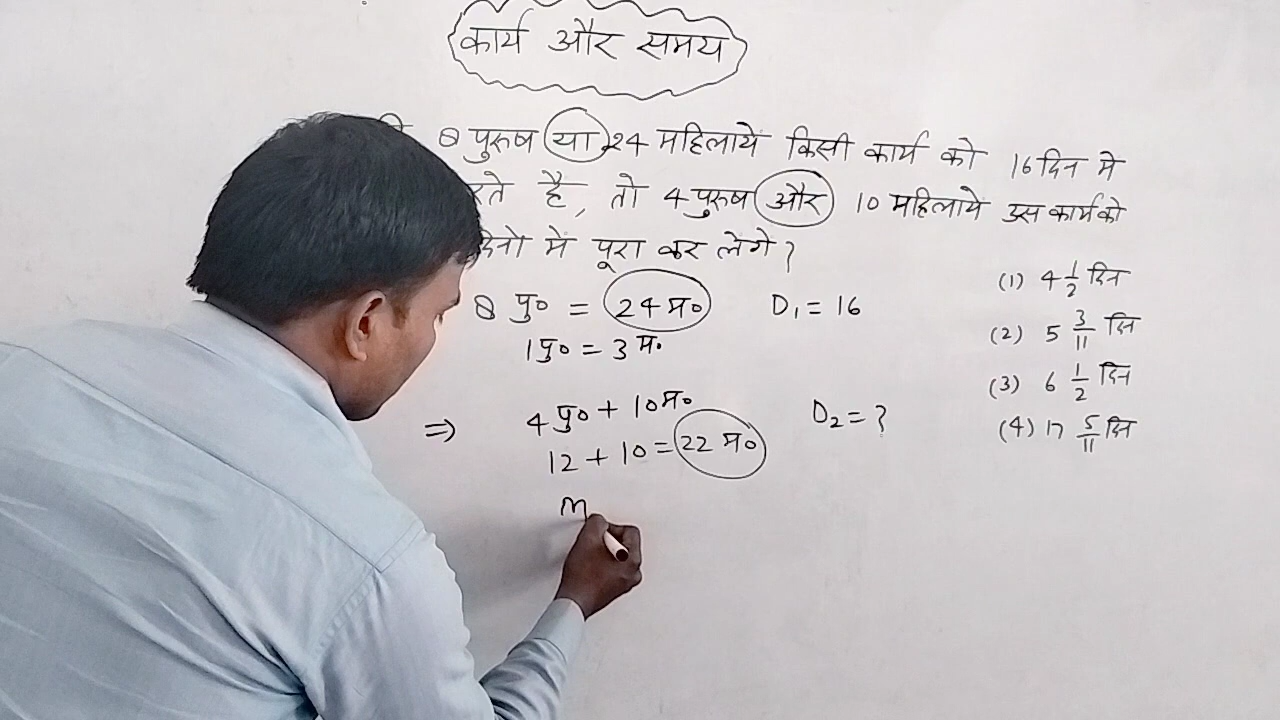 कार्य और समय
8 पुरुष या 24 महिलायें किसी कार्य को 16 दिन मे
है, तो 4 पुरुष और 10 महिलाये उस कार्य को
में पूरा कर लेगे?
8 पु० = 24 म० D₁ = 16
1 पु० = 3 म०
⇒ 4 पु० + 10 म० D₂ = ?
12 + 10 = 22 म०
M
(1) 4 1/2 दिन
(2) 5 3/11 दिन
(3) 6 1/2 दिन
(4) 17 5/11 दिन